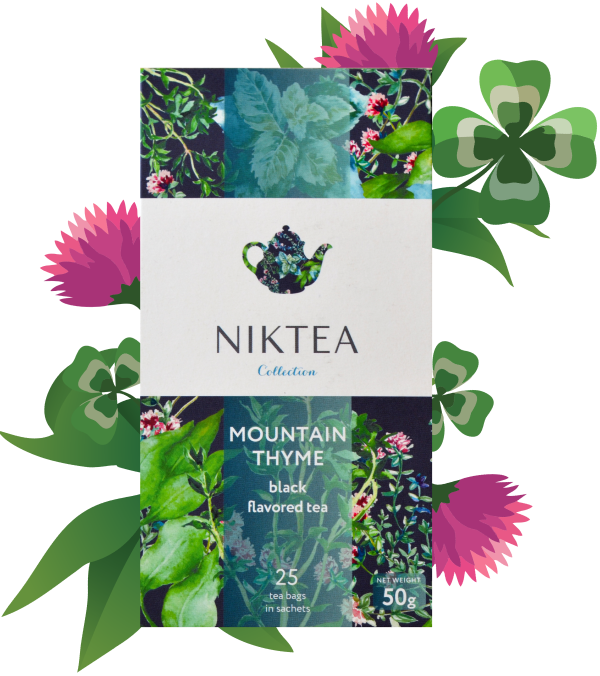 NIKTEA
Collection
MOUNTAIN
THYME
black
flavored tea
25
tea bags
in sachets
NET WEIGHT
50g